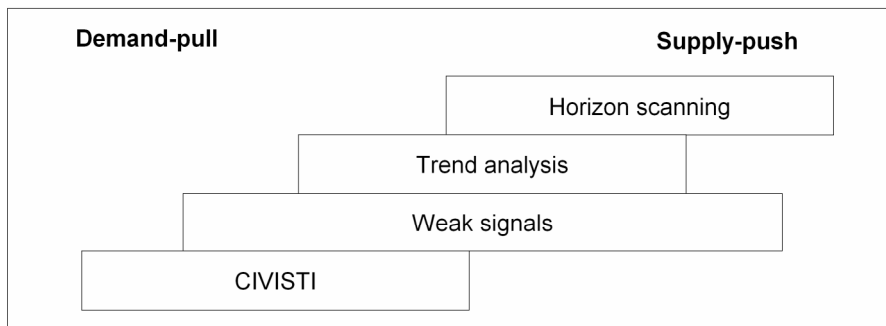 Demand-pull
Supply-push
Horizon scanning
Trend analysis
Weak signals
CIVISTI